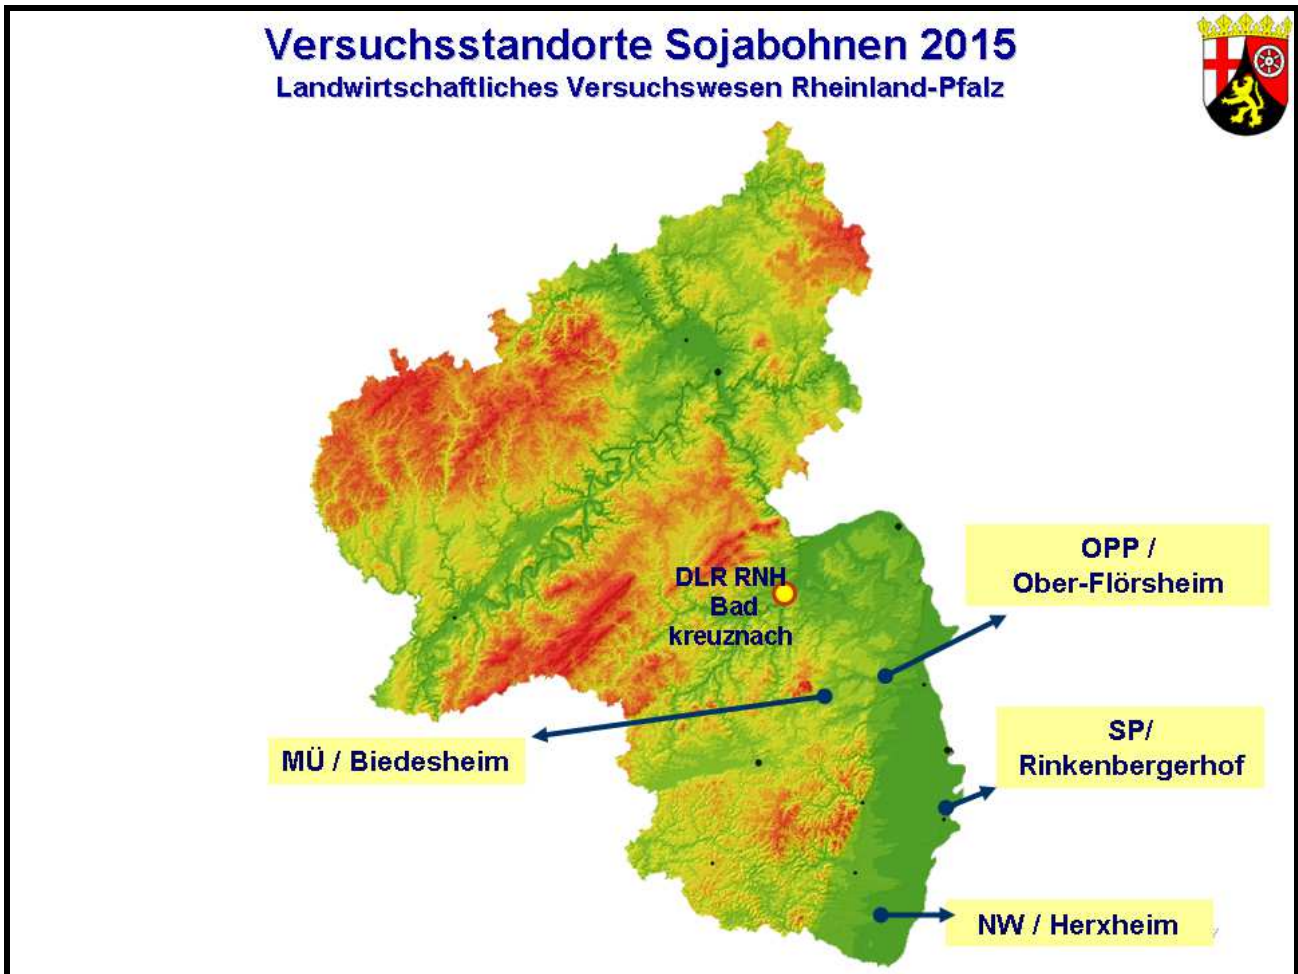 Versuchsstandorte Sojabohnen 2015
Landwirtschaftliches Versuchswesen Rheinland-Pfalz
OPP /
Ober-Flörsheim
DLR RNH
Bad
kreuznach
SP/
Rinkenbergerhof
MÜ / Biedesheim
NW / Herxheim